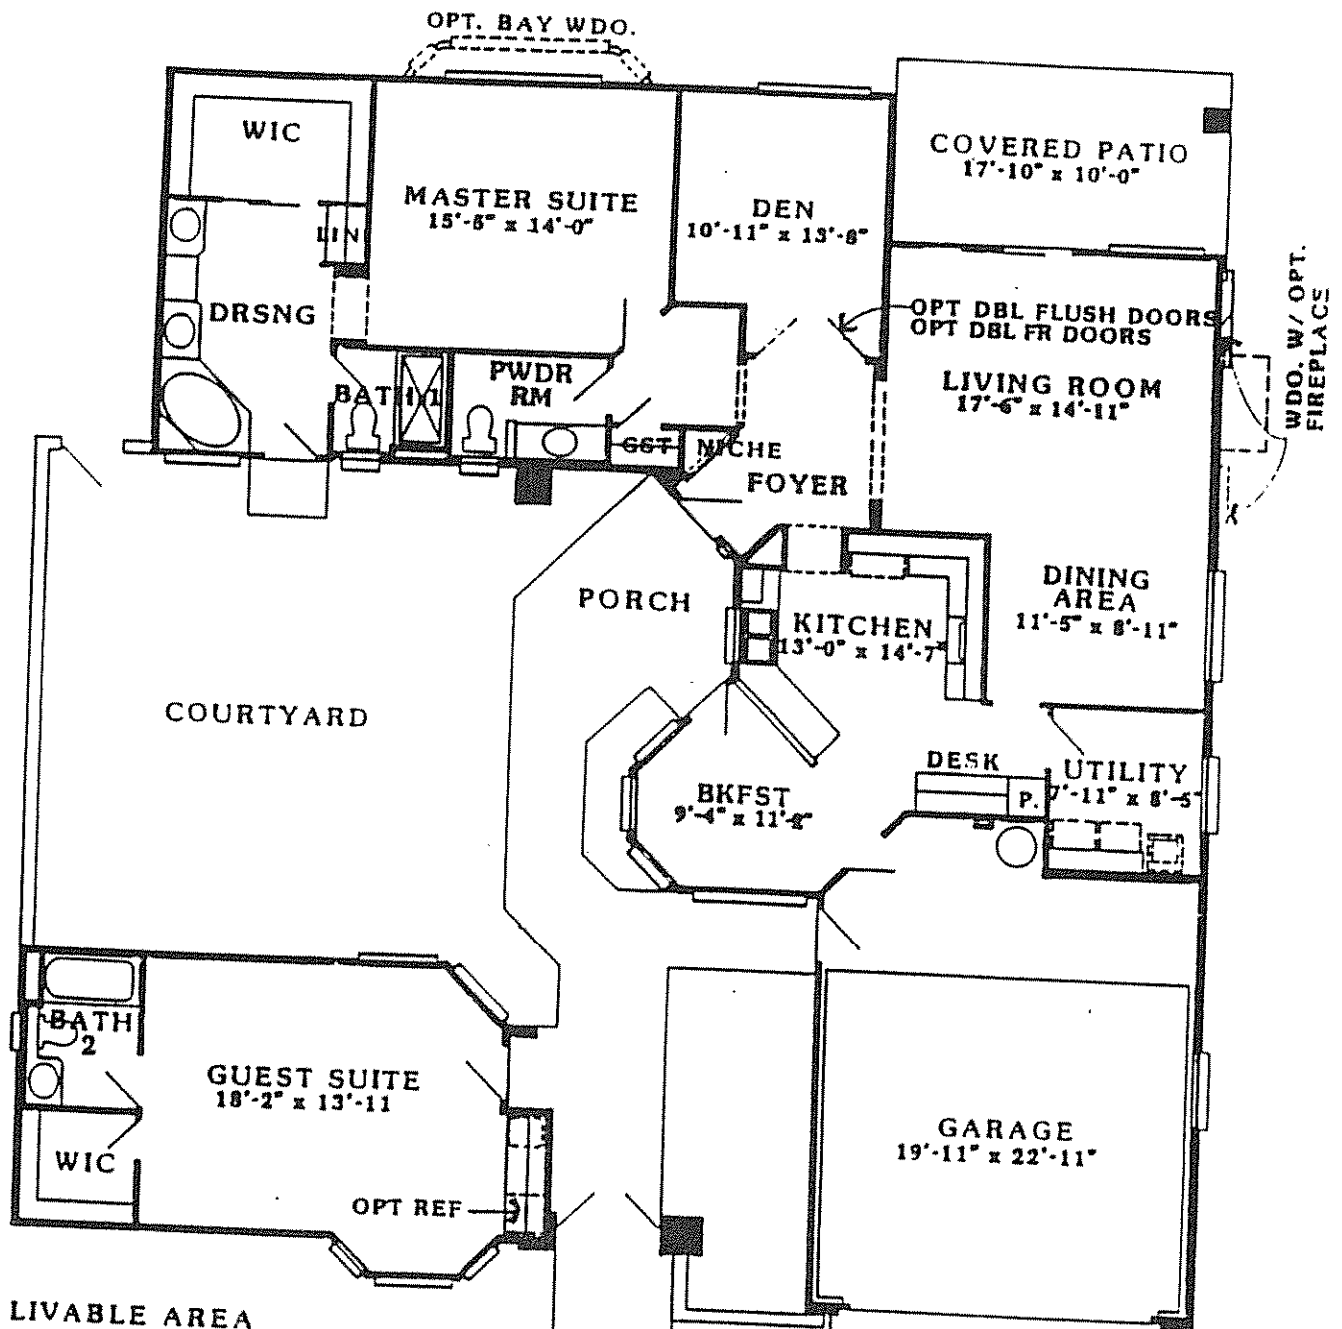 OPT. BAY WDO.
WIC
MASTER SUITE
15'-5" x 14'-0"
DEN
10'-11" x 13'-8"
COVERED PATIO
17'-10" x 10'-0"
LIN
DRSNG
OPT DBL FLUSH DOORS
OPT DBL FR DOORS
WDO. W/ OPT.
FIREPLACE
BATH 1
PWDR
RM
LIVING ROOM
17'-6" x 14'-11"
GST
NICHE
FOYER
PORCH
KITCHEN
13'-0" x 14'-7"
DINING
AREA
11'-5" x 8'-11"
COURTYARD
DESK
P.
UTILITY
7'-11" x 8'-5"
BKFST
9'-4" x 11'-8"
BATH
2
GUEST SUITE
18'-2" x 13'-11
WIC
OPT REF
GARAGE
19'-11" x 22'-11"
LIVABLE AREA